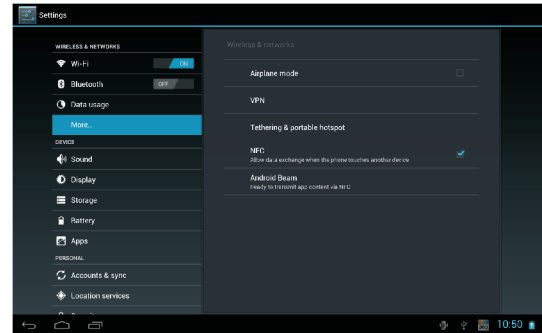 Settings
WIRELESS & NETWORKS
Wi-Fi ON
Bluetooth OFF
Data usage
More...
DEVICE
Sound
Display
Storage
Battery
Apps
PERSONAL
Accounts & sync
Location services
Wireless & networks
Airplane mode
VPN
Tethering & portable hotspot
NFC
Allow data exchange when the phone touches another device
Android Beam
Ready to transmit app content via NFC
10:50